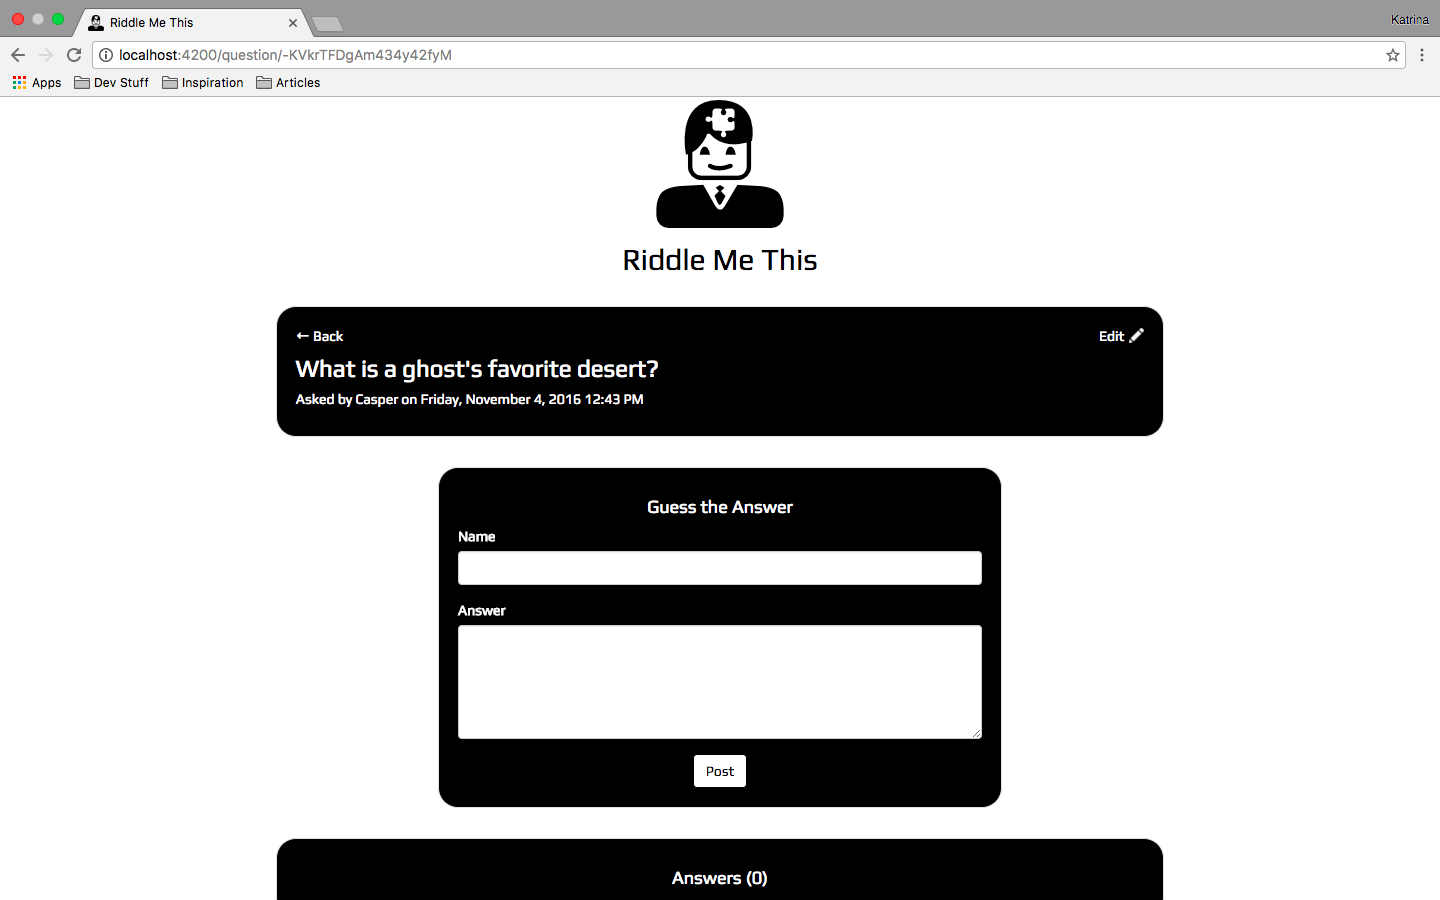 Riddle Me This
Katrina
localhost:4200/question/-KVkrTFDgAm434y42fyM
Apps Dev Stuff Inspiration Articles
Riddle Me This
← Back Edit
What is a ghost's favorite desert?
Asked by Casper on Friday, November 4, 2016 12:43 PM
Guess the Answer
Name
Answer
Post
Answers (0)